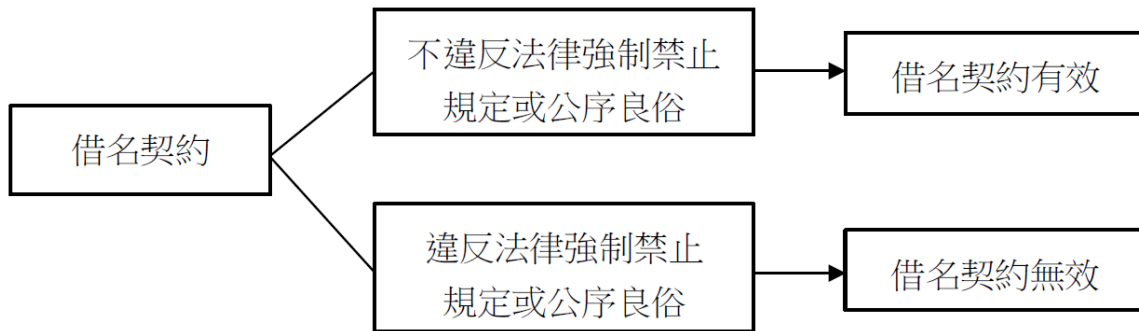 借名契約
不違反法律強制禁止
規定或公序良俗
借名契約有效
違反法律強制禁止
規定或公序良俗
借名契約無效